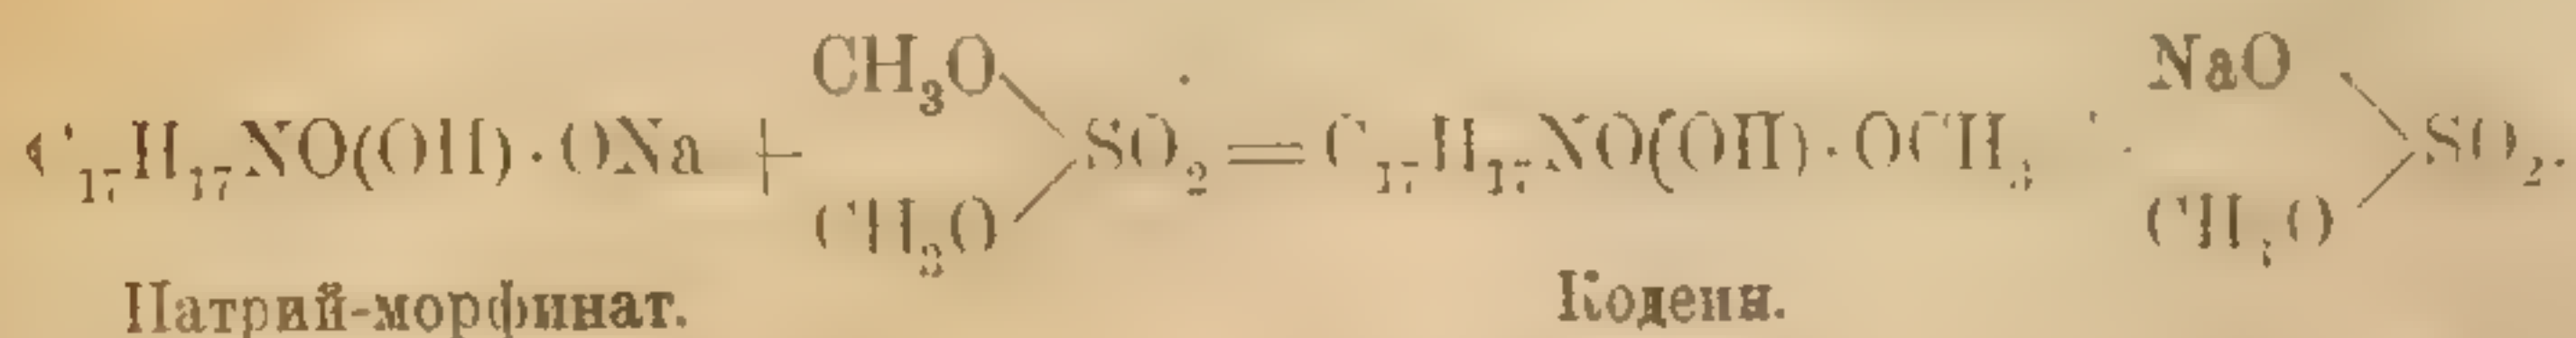 CH₃O NaO
C₁₇H₁₇NO(OH)·ONa + SO₂ = C₁₇H₁₇NO(OH)·OCH₃ SO₂.
CH₃O CH₃O
Натрий-морфинат. Кодеин.